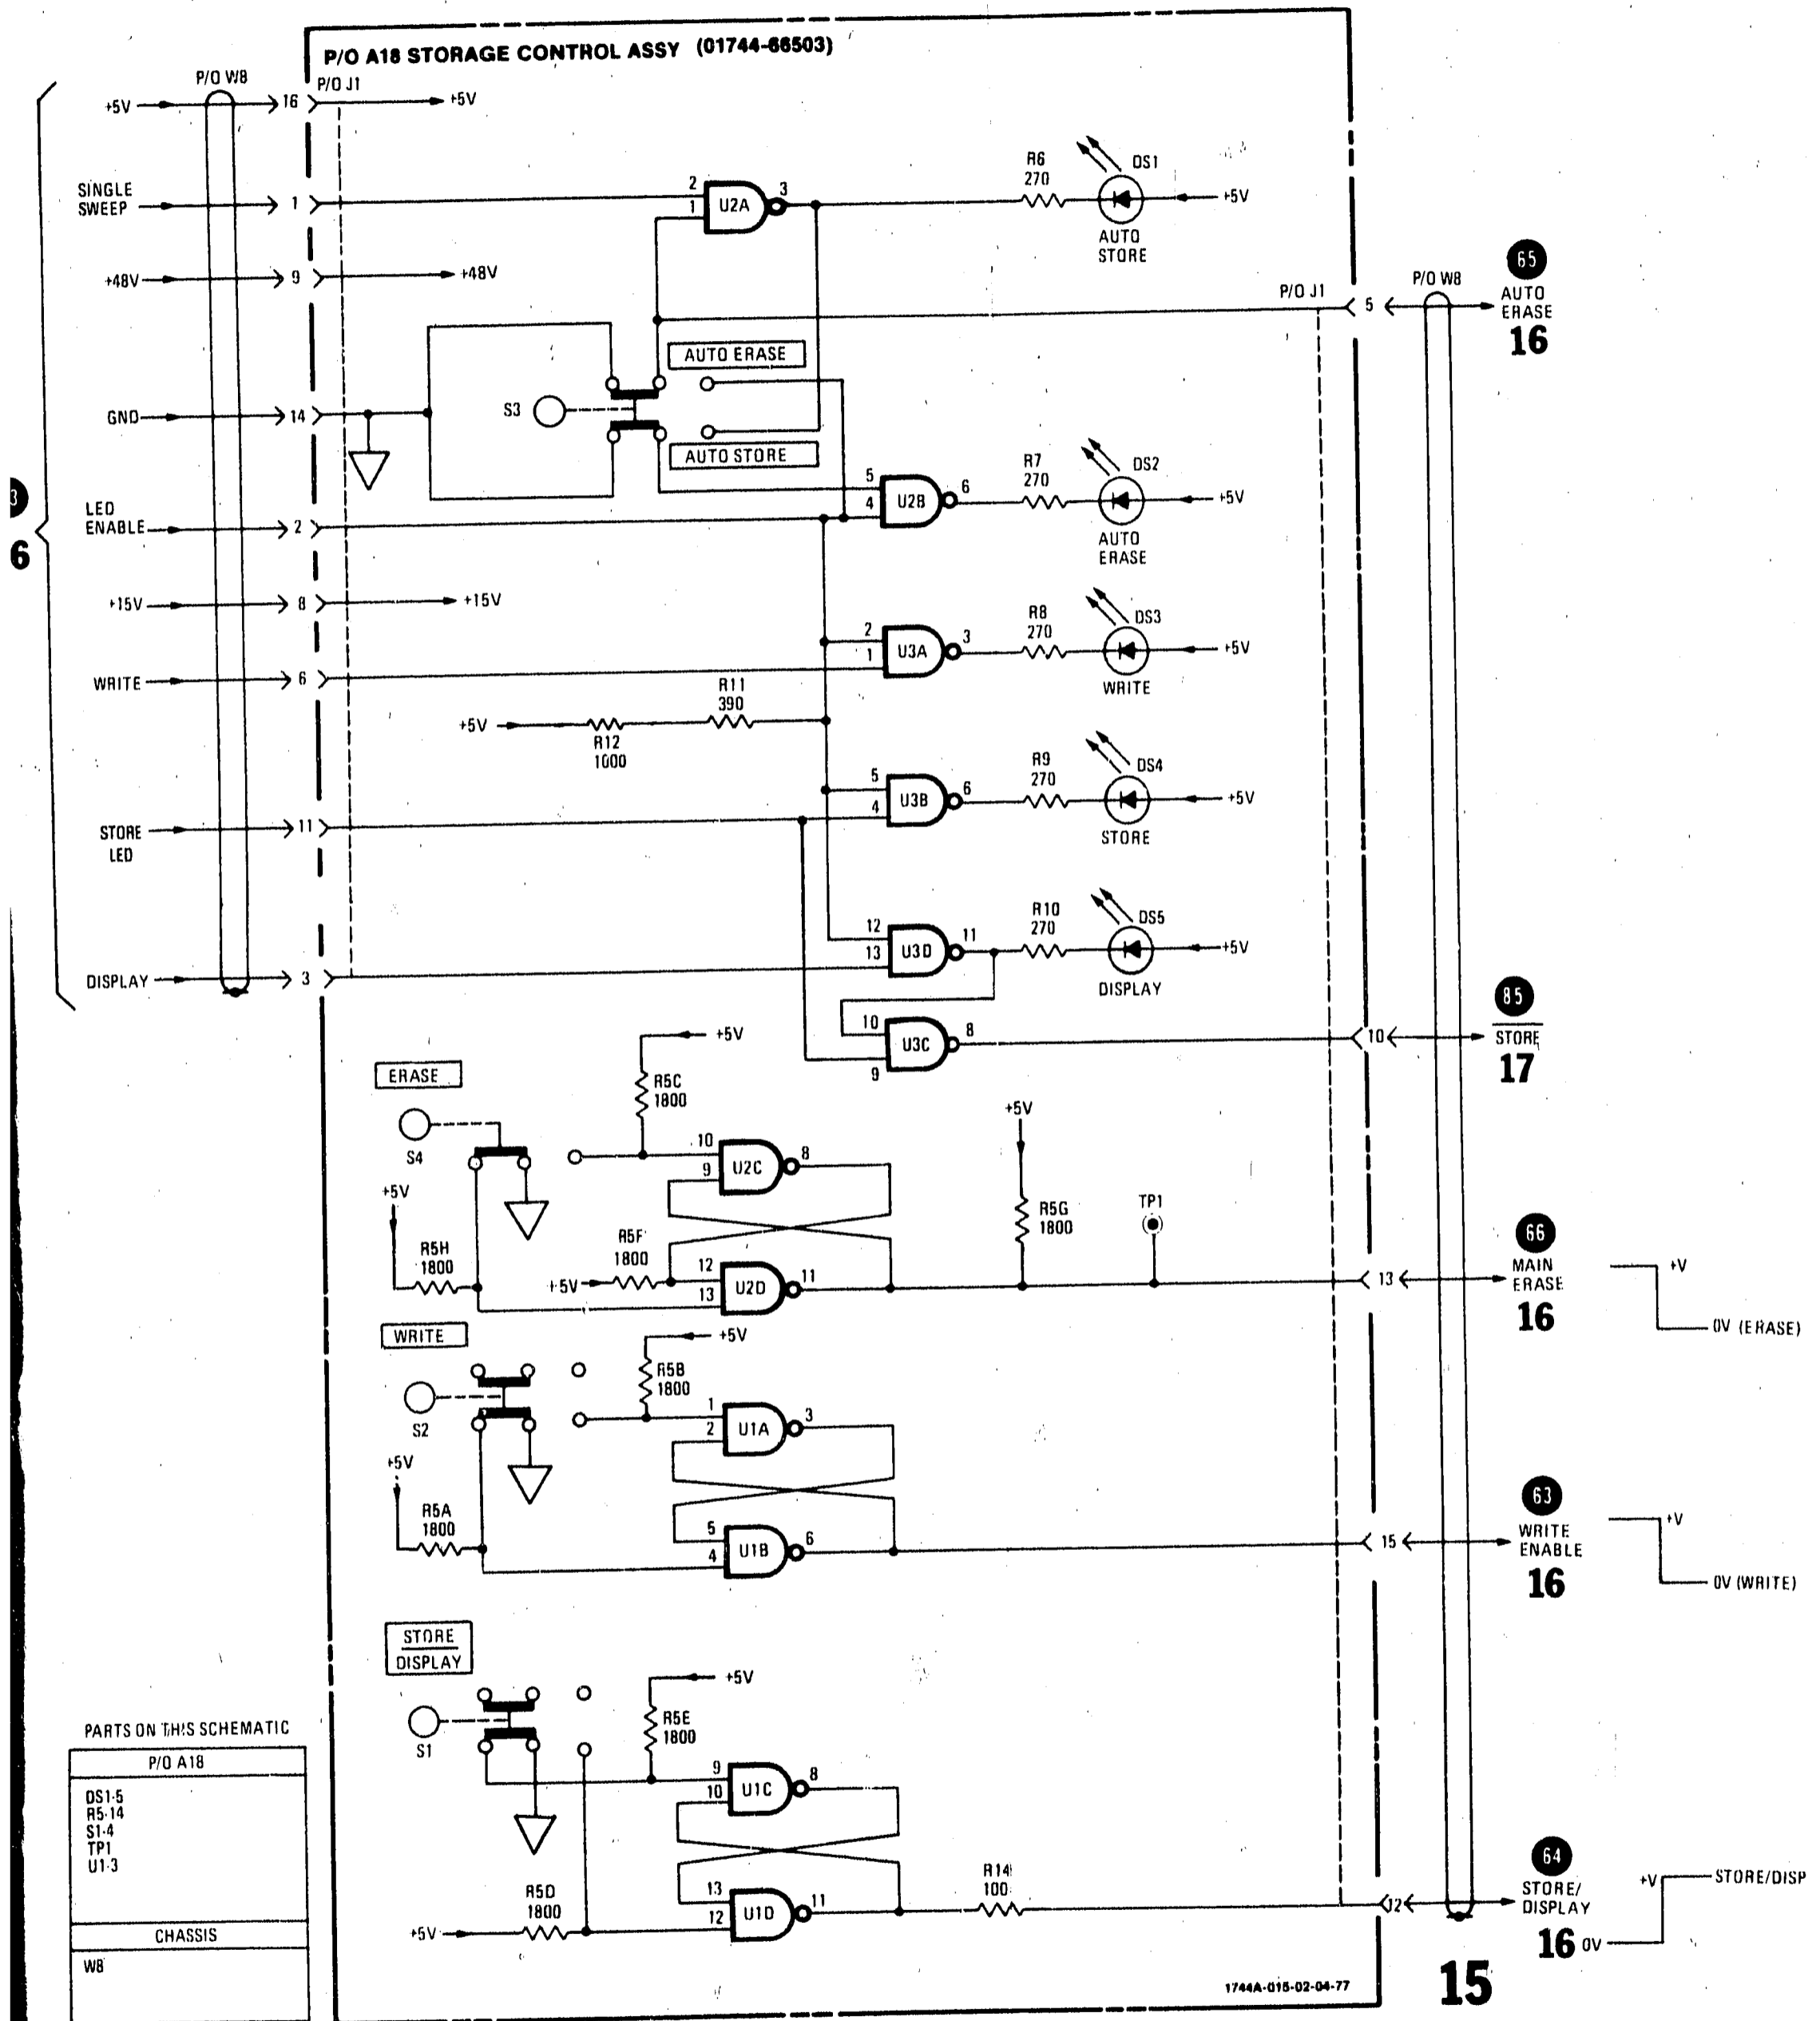 P/O A18 STORAGE CONTROL ASSY (01744-66503)
P/O W8
P/O J1
+5V
16
+5V
SINGLE
SWEEP
1
2
1
U2A
3
R6
270
DS1
+5V
AUTO
STORE
+48V
9
+48V
P/O J1
5
P/O W8
65
AUTO
ERASE
16
AUTO ERASE
S3
GND
14
AUTO STORE
3
6
LED
ENABLE
2
5
4
U2B
6
R7
270
DS2
+5V
AUTO
ERASE
+15V
8
+15V
2
1
U3A
3
R8
270
DS3
+5V
WRITE
WRITE
6
+5V
R12
1000
R11
390
5
4
U3B
6
R9
270
DS4
+5V
STORE
STORE
LED
11
12
13
U3D
11
R10
270
DS5
+5V
DISPLAY
DISPLAY
3
10
9
U3C
8
10
85
STORE
17
ERASE
S4
+5V
R5C
1800
10
9
U2C
8
+5V
R5H
1800
+5V
R5F
1800
12
13
U2D
11
+5V
R5G
1800
TP1
13
66
MAIN
ERASE
16
+V
0V (ERASE)
WRITE
S2
+5V
R5B
1800
1
2
U1A
3
+5V
R5A
1800
5
4
U1B
6
15
63
WRITE
ENABLE
16
+V
0V (WRITE)
STORE
DISPLAY
S1
+5V
R5E
1800
9
10
U1C
8
+5V
R5D
1800
13
12
U1D
11
R14
100
12
64
STORE/
DISPLAY
16
+V
STORE/DISP
0V
PARTS ON THIS SCHEMATIC
P/O A18
DS1-5
R5-14
S1-4
TP1
U1-3
CHASSIS
W8
1744A-015-02-04-77
15